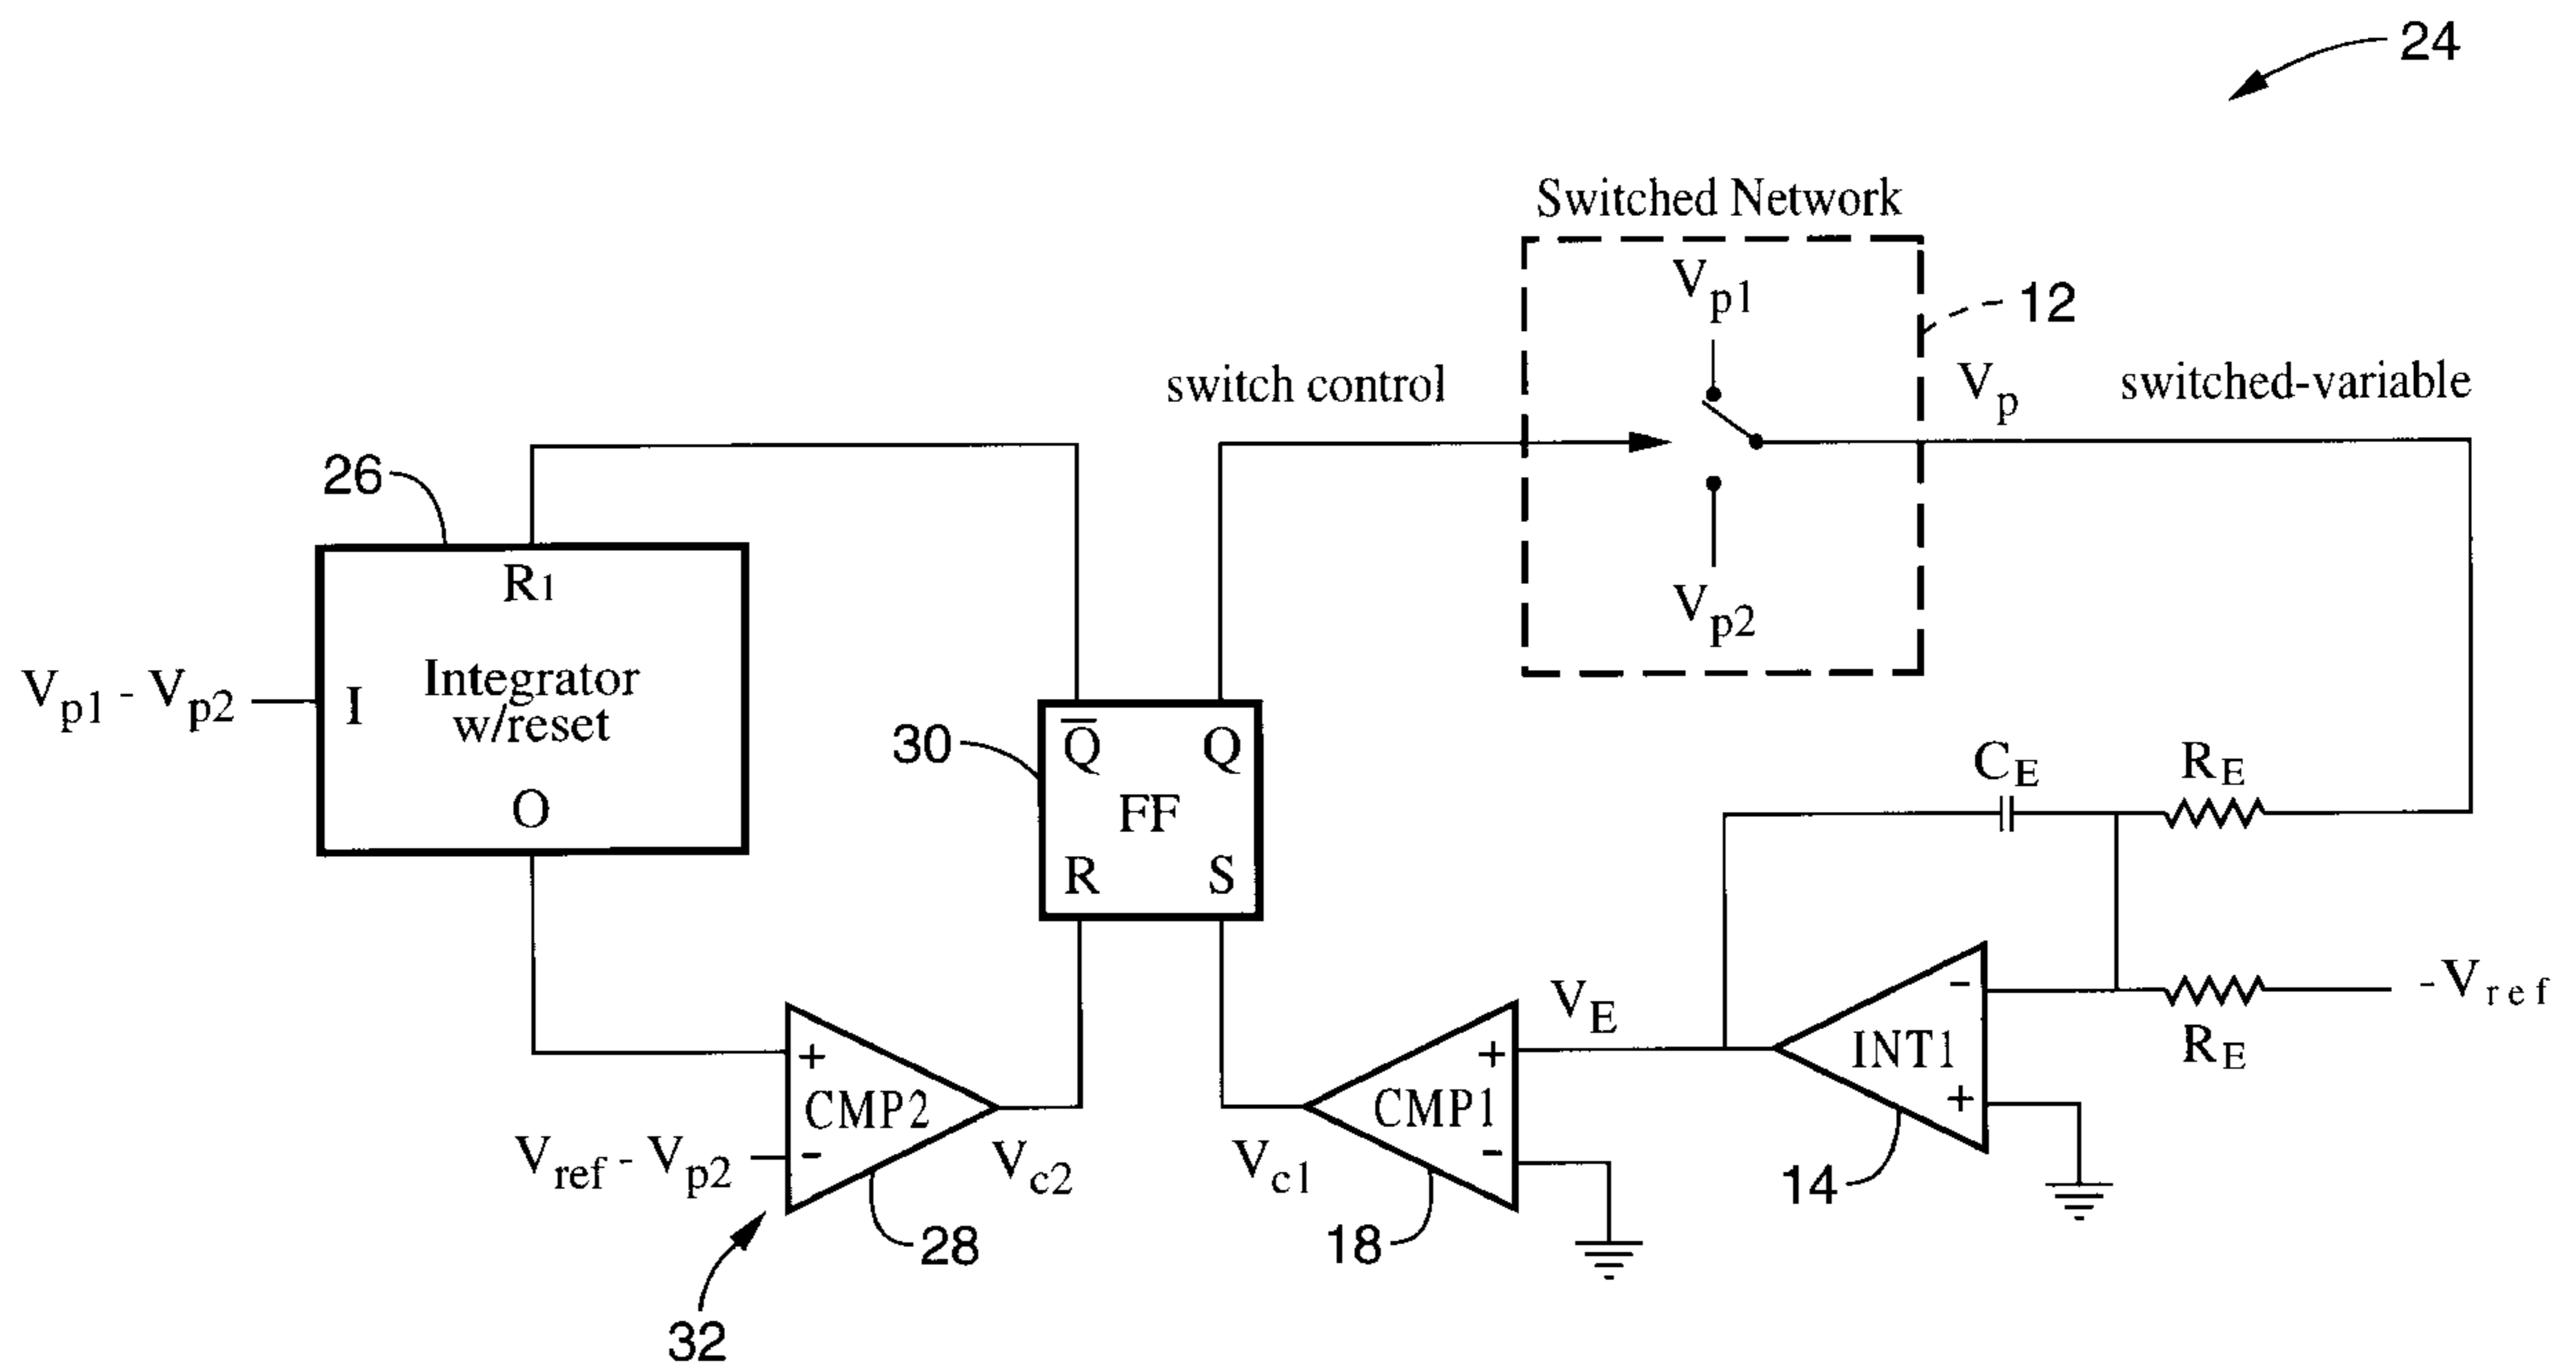 24
Switched Network
Vp1
12
switch control
Vp
switched-variable
26
R1
Vp2
Integrator
w/reset
Vp1 - Vp2
I
O
30
Q̅
Q
FF
R
S
CE
RE
VE
-
INT1
+
-Vref
RE
+
CMP2
-
Vref - Vp2
Vc2
Vc1
+
CMP1
-
14
18
28
32